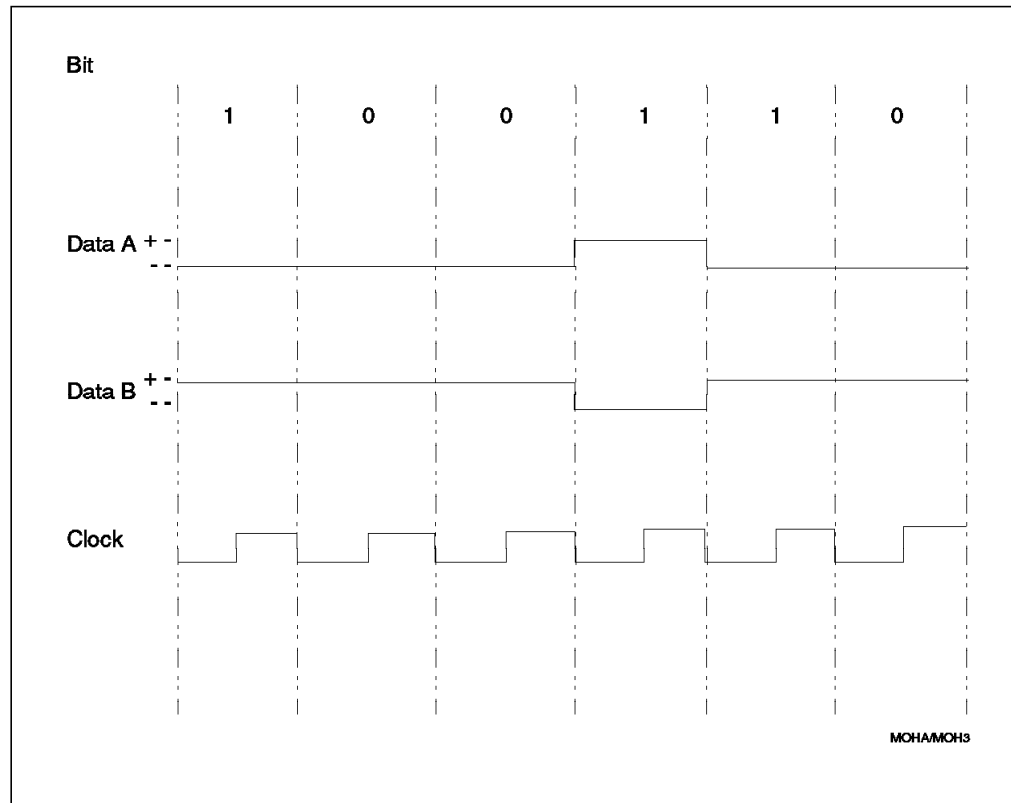 Bit
1 0 0 1 1 0
Data A + -
- -
Data B + -
- -
Clock
MOHA/MOH3